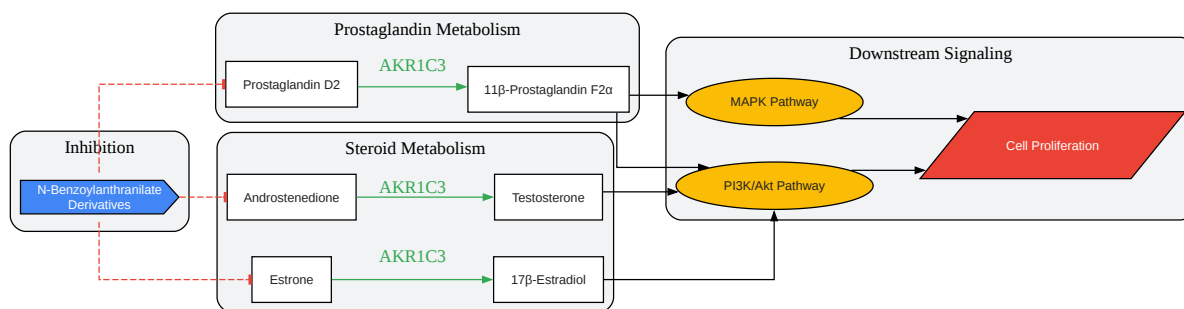 Prostaglandin Metabolism
Prostaglandin D2
AKR1C3
11β-Prostaglandin F2α
Downstream Signaling
MAPK Pathway
PI3K/Akt Pathway
Cell Proliferation
Inhibition
N-Benzoylanthranilate
Derivatives
Steroid Metabolism
Androstenedione
AKR1C3
Testosterone
Estrone
AKR1C3
17β-Estradiol